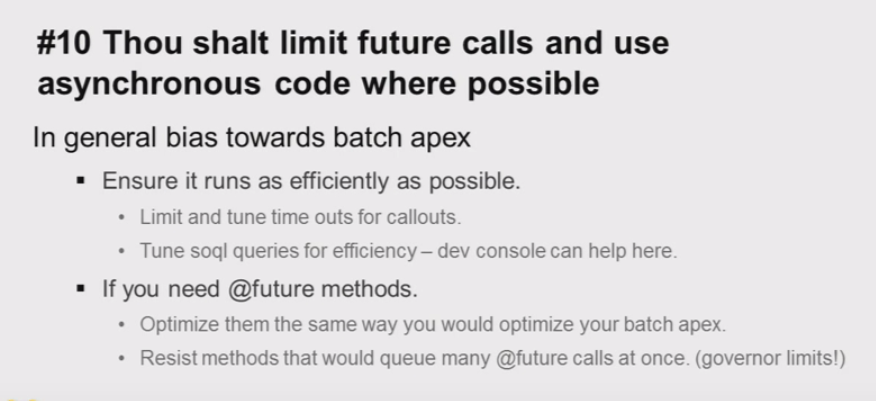 #10 Thou shalt limit future calls and use
asynchronous code where possible
In general bias towards batch apex
▪ Ensure it runs as efficiently as possible.
• Limit and tune time outs for callouts.
• Tune soql queries for efficiency – dev console can help here.
▪ If you need @future methods.
• Optimize them the same way you would optimize your batch apex.
• Resist methods that would queue many @future calls at once. (governor limits!)